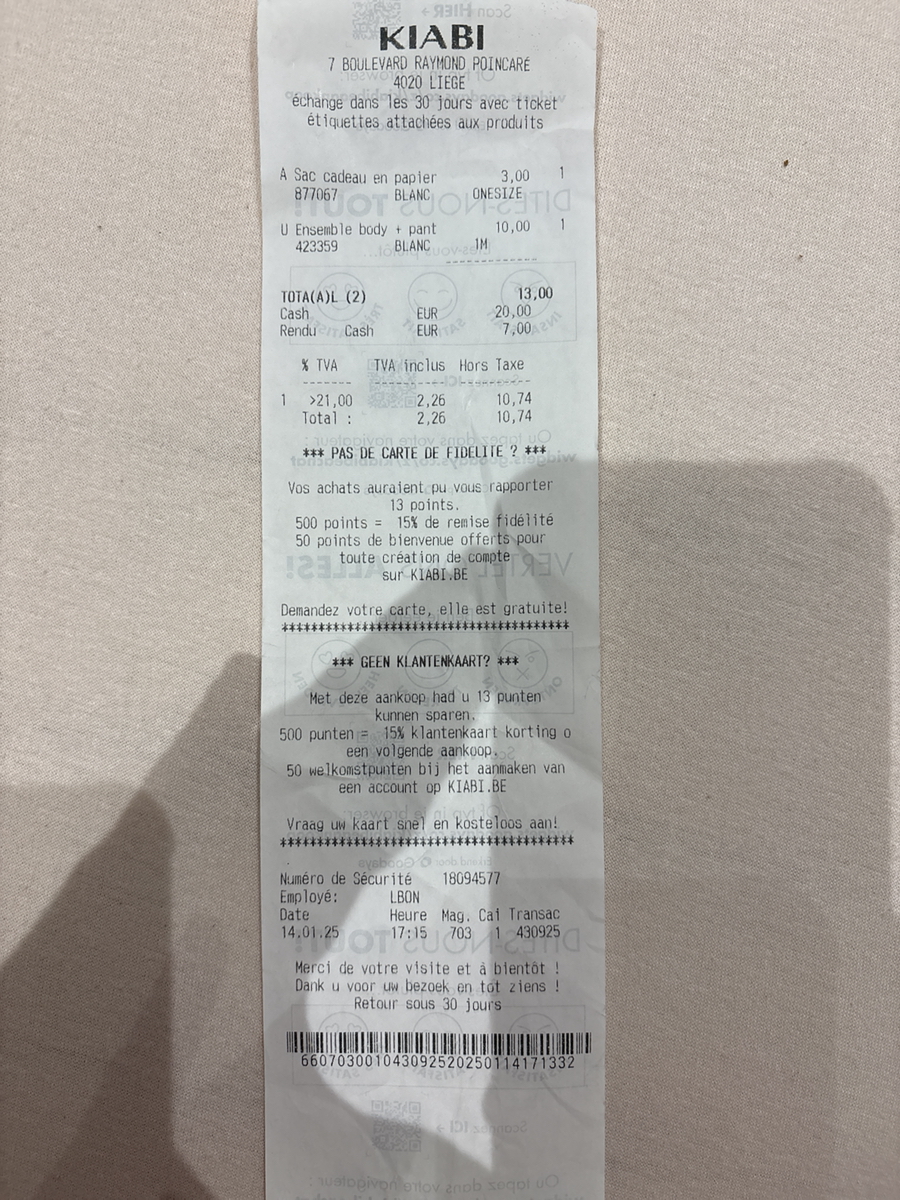 KIABI
7 BOULEVARD RAYMOND POINCARÉ
4020 LIEGE
échange dans les 30 jours avec ticket
étiquettes attachées aux produits
A Sac cadeau en papier 3,00 1
877067 BLANC ONESIZE
U Ensemble body + pant 10,00 1
423359 BLANC 1M
------------
TOTA(A)L (2) 13,00
Cash EUR 20,00
Rendu Cash EUR 7,00
% TVA TVA inclus Hors Taxe
1 >21,00 2,26 10,74
Total : 2,26 10,74
*** PAS DE CARTE DE FIDELITE ? ***
Vos achats auraient pu vous rapporter
13 points.
500 points = 15% de remise fidélité
50 points de bienvenue offerts pour
toute création de compte
sur KIABI.BE
Demandez votre carte, elle est gratuite!
*** GEEN KLANTENKAART? ***
Met deze aankoop had u 13 punten
kunnen sparen.
500 punten = 15% klantenkaart korting o
een volgende aankoop.
50 welkomstpunten bij het aanmaken van
een account op KIABI.BE
Vraag uw kaart snel en kosteloos aan!
Numéro de Sécurité 18094577
Employé: LBON
Date Heure Mag. Cai Transac
14.01.25 17:15 703 1 430925
Merci de votre visite et à bientôt !
Dank u voor uw bezoek en tot ziens !
Retour sous 30 jours
660703001043092520250114171332